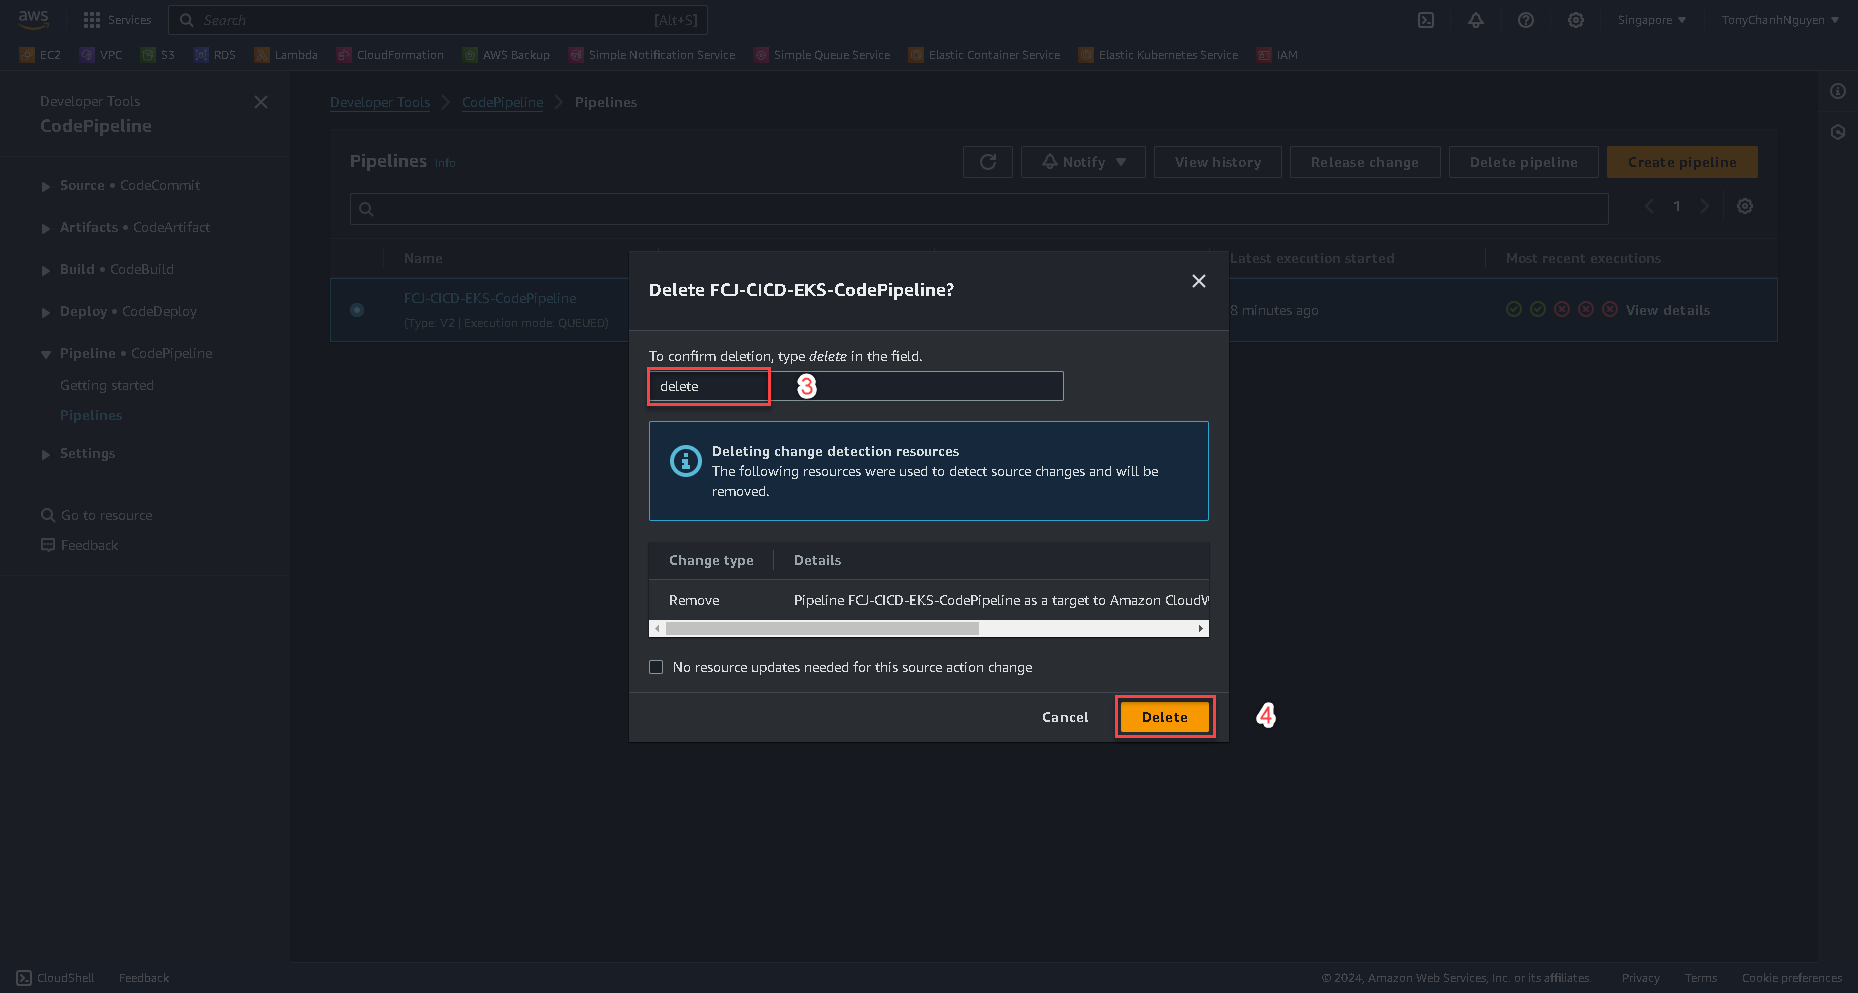 aws
Services
Search
[Alt+S]
Singapore
TonyChanhNguyen
EC2
VPC
S3
RDS
Lambda
CloudFormation
AWS Backup
Simple Notification Service
Simple Queue Service
Elastic Container Service
Elastic Kubernetes Service
IAM
Developer Tools
CodePipeline
Source • CodeCommit
Artifacts • CodeArtifact
Build • CodeBuild
Deploy • CodeDeploy
Pipeline • CodePipeline
Getting started
Pipelines
Settings
Go to resource
Feedback
Developer Tools
CodePipeline
Pipelines
Pipelines Info
Notify
View history
Release change
Delete pipeline
Create pipeline
1
Name
Latest execution started
Most recent executions
FCJ-CICD-EKS-CodePipeline
(Type: V2 | Execution mode: QUEUED)
8 minutes ago
View details
Delete FCJ-CICD-EKS-CodePipeline?
To confirm deletion, type delete in the field.
delete
3
Deleting change detection resources
The following resources were used to detect source changes and will be
removed.
Change type
Details
Remove
Pipeline FCJ-CICD-EKS-CodePipeline as a target to Amazon CloudW
No resource updates needed for this source action change
Cancel
Delete
4
CloudShell
Feedback
© 2024, Amazon Web Services, Inc. or its affiliates.
Privacy
Terms
Cookie preferences